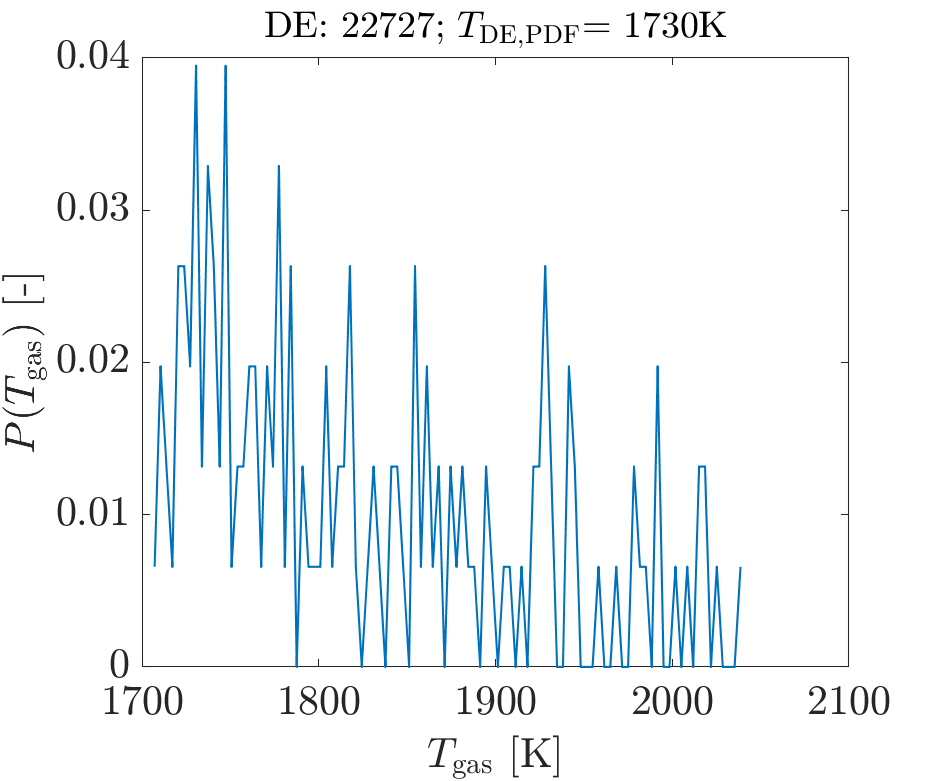 DE: 22727; T_DE,PDF= 1730K
0.04
0.03
0.02
0.01
0
P(T_gas) [-]
1700 1800 1900 2000 2100
T_gas [K]